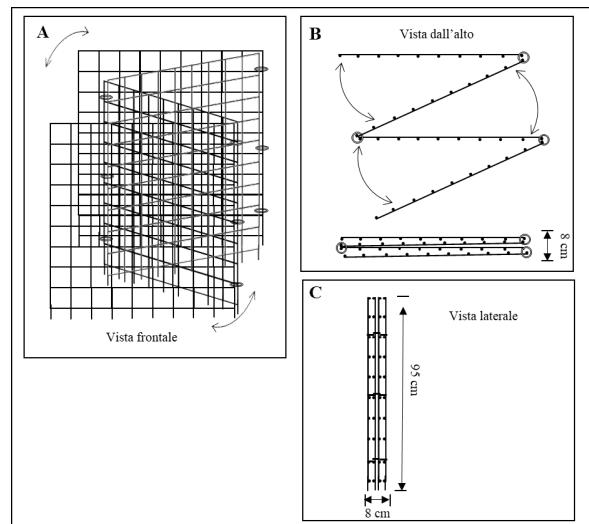 A
Vista frontale
B
Vista dall'alto
8 cm
C
Vista laterale
95 cm
8 cm